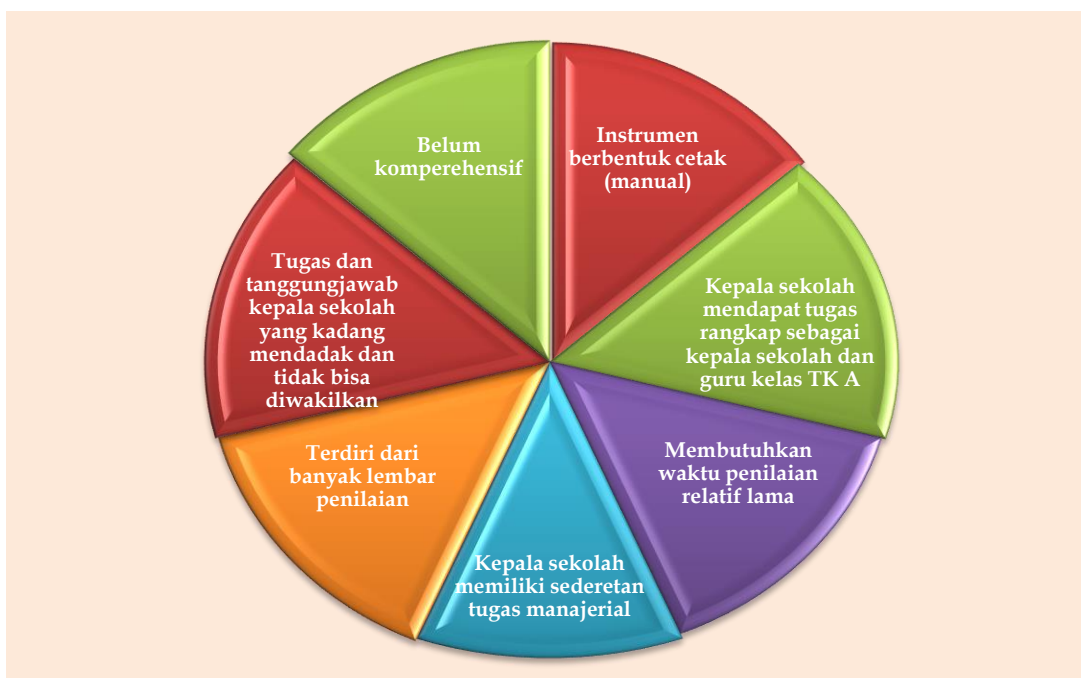 Instrumen
berbentuk cetak
(manual)
Kepala sekolah
mendapat tugas
rangkap sebagai
kepala sekolah dan
guru kelas TK A
Membutuhkan
waktu penilaian
relatif lama
Kepala sekolah
memiliki sederetan
tugas manajerial
Terdiri dari
banyak lembar
penilaian
Tugas dan
tanggungjawab
kepala sekolah
yang kadang
mendadak dan
tidak bisa
diwakilkan
Belum
komperehensif